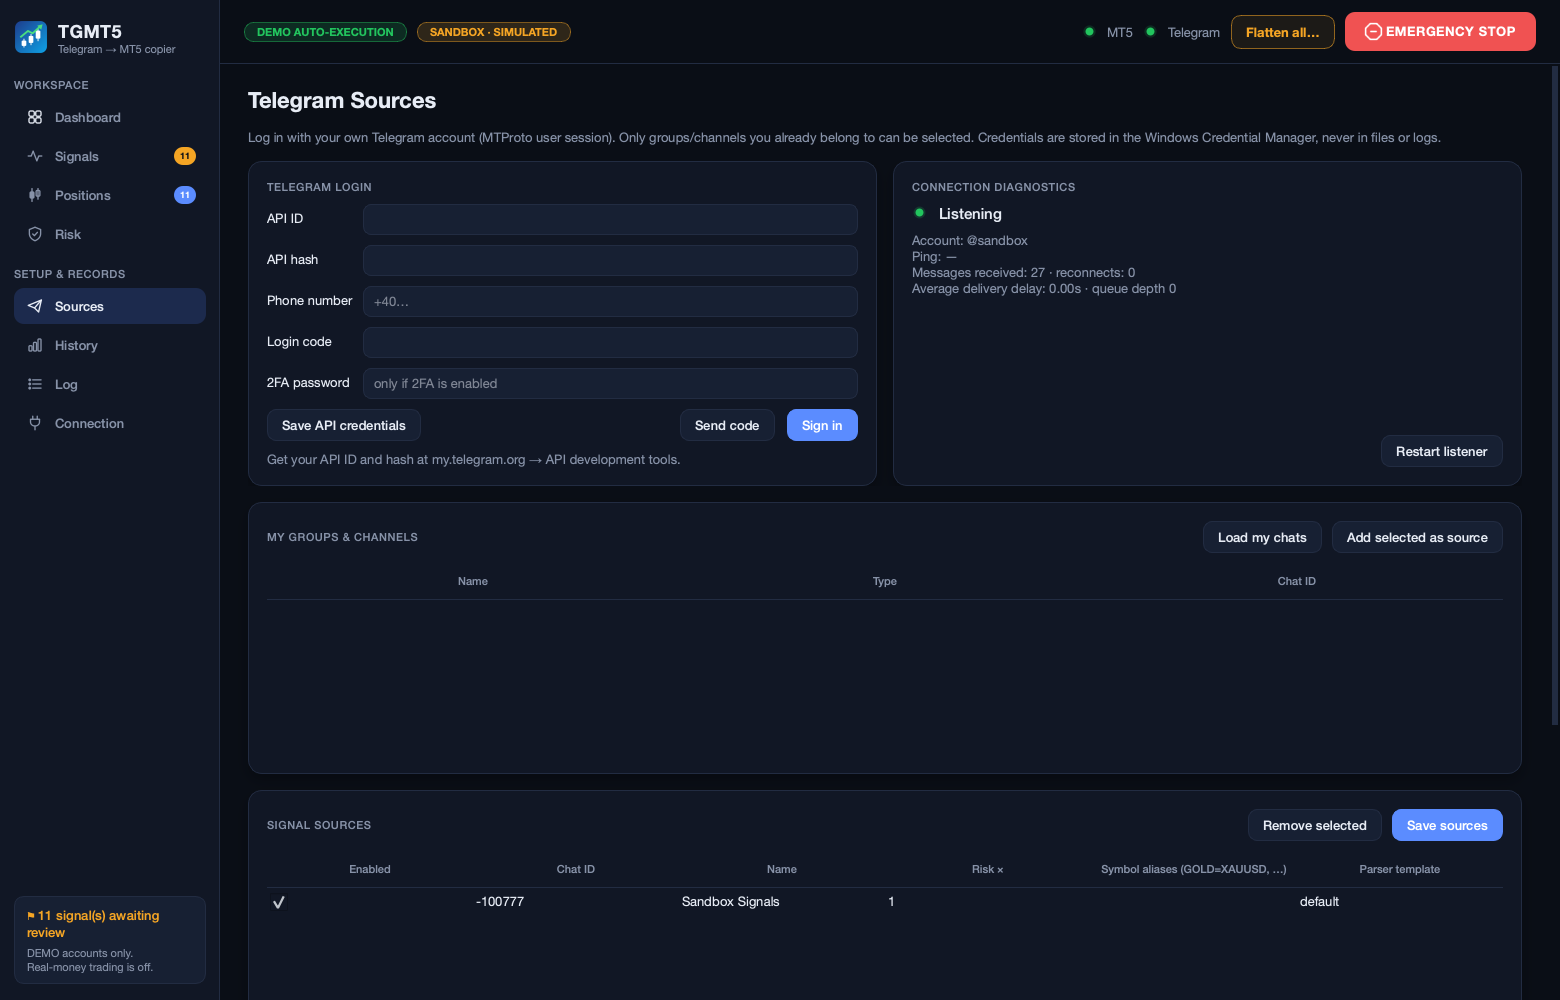 TGMT5
Telegram → MT5 copier
WORKSPACE
Dashboard
Signals 11
Positions 11
Risk
SETUP & RECORDS
Sources
History
Log
Connection
⚑ 11 signal(s) awaiting
review
DEMO accounts only.
Real-money trading is off.
DEMO AUTO-EXECUTION SANDBOX · SIMULATED MT5 Telegram Flatten all... EMERGENCY STOP
Telegram Sources
Log in with your own Telegram account (MTProto user session). Only groups/channels you already belong to can be selected. Credentials are stored in the Windows Credential Manager, never in files or logs.
TELEGRAM LOGIN
API ID
API hash
Phone number +40...
Login code
2FA password only if 2FA is enabled
Save API credentials Send code Sign in
Get your API ID and hash at my.telegram.org → API development tools.
CONNECTION DIAGNOSTICS
Listening
Account: @sandbox
Ping: —
Messages received: 27 · reconnects: 0
Average delivery delay: 0.00s · queue depth 0
Restart listener
MY GROUPS & CHANNELS Load my chats Add selected as source
Name Type Chat ID
SIGNAL SOURCES Remove selected Save sources
Enabled Chat ID Name Risk × Symbol aliases (GOLD=XAUUSD, ...) Parser template
✓ -100777 Sandbox Signals 1 default